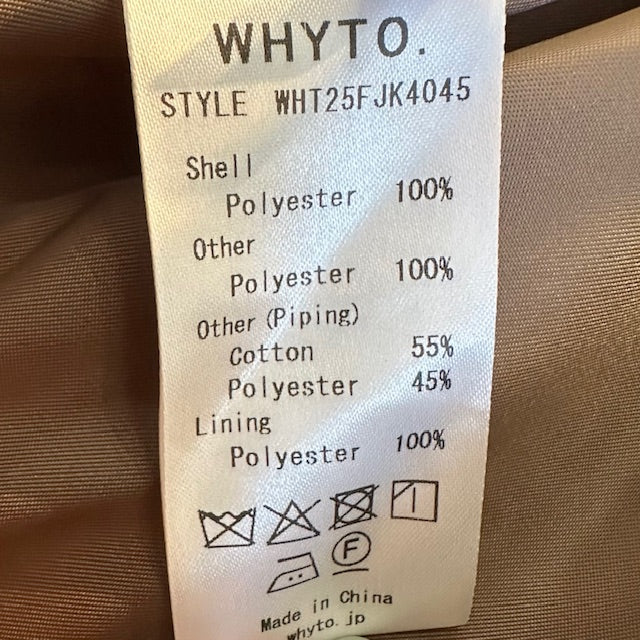 WHYTO.
STYLE WHT25FJK4045
Shell
Polyester 100%
Other
Polyester 100%
Other (Piping)
Cotton 55%
Polyester 45%
Lining
Polyester 100%
F
Made in China
whyto.jp